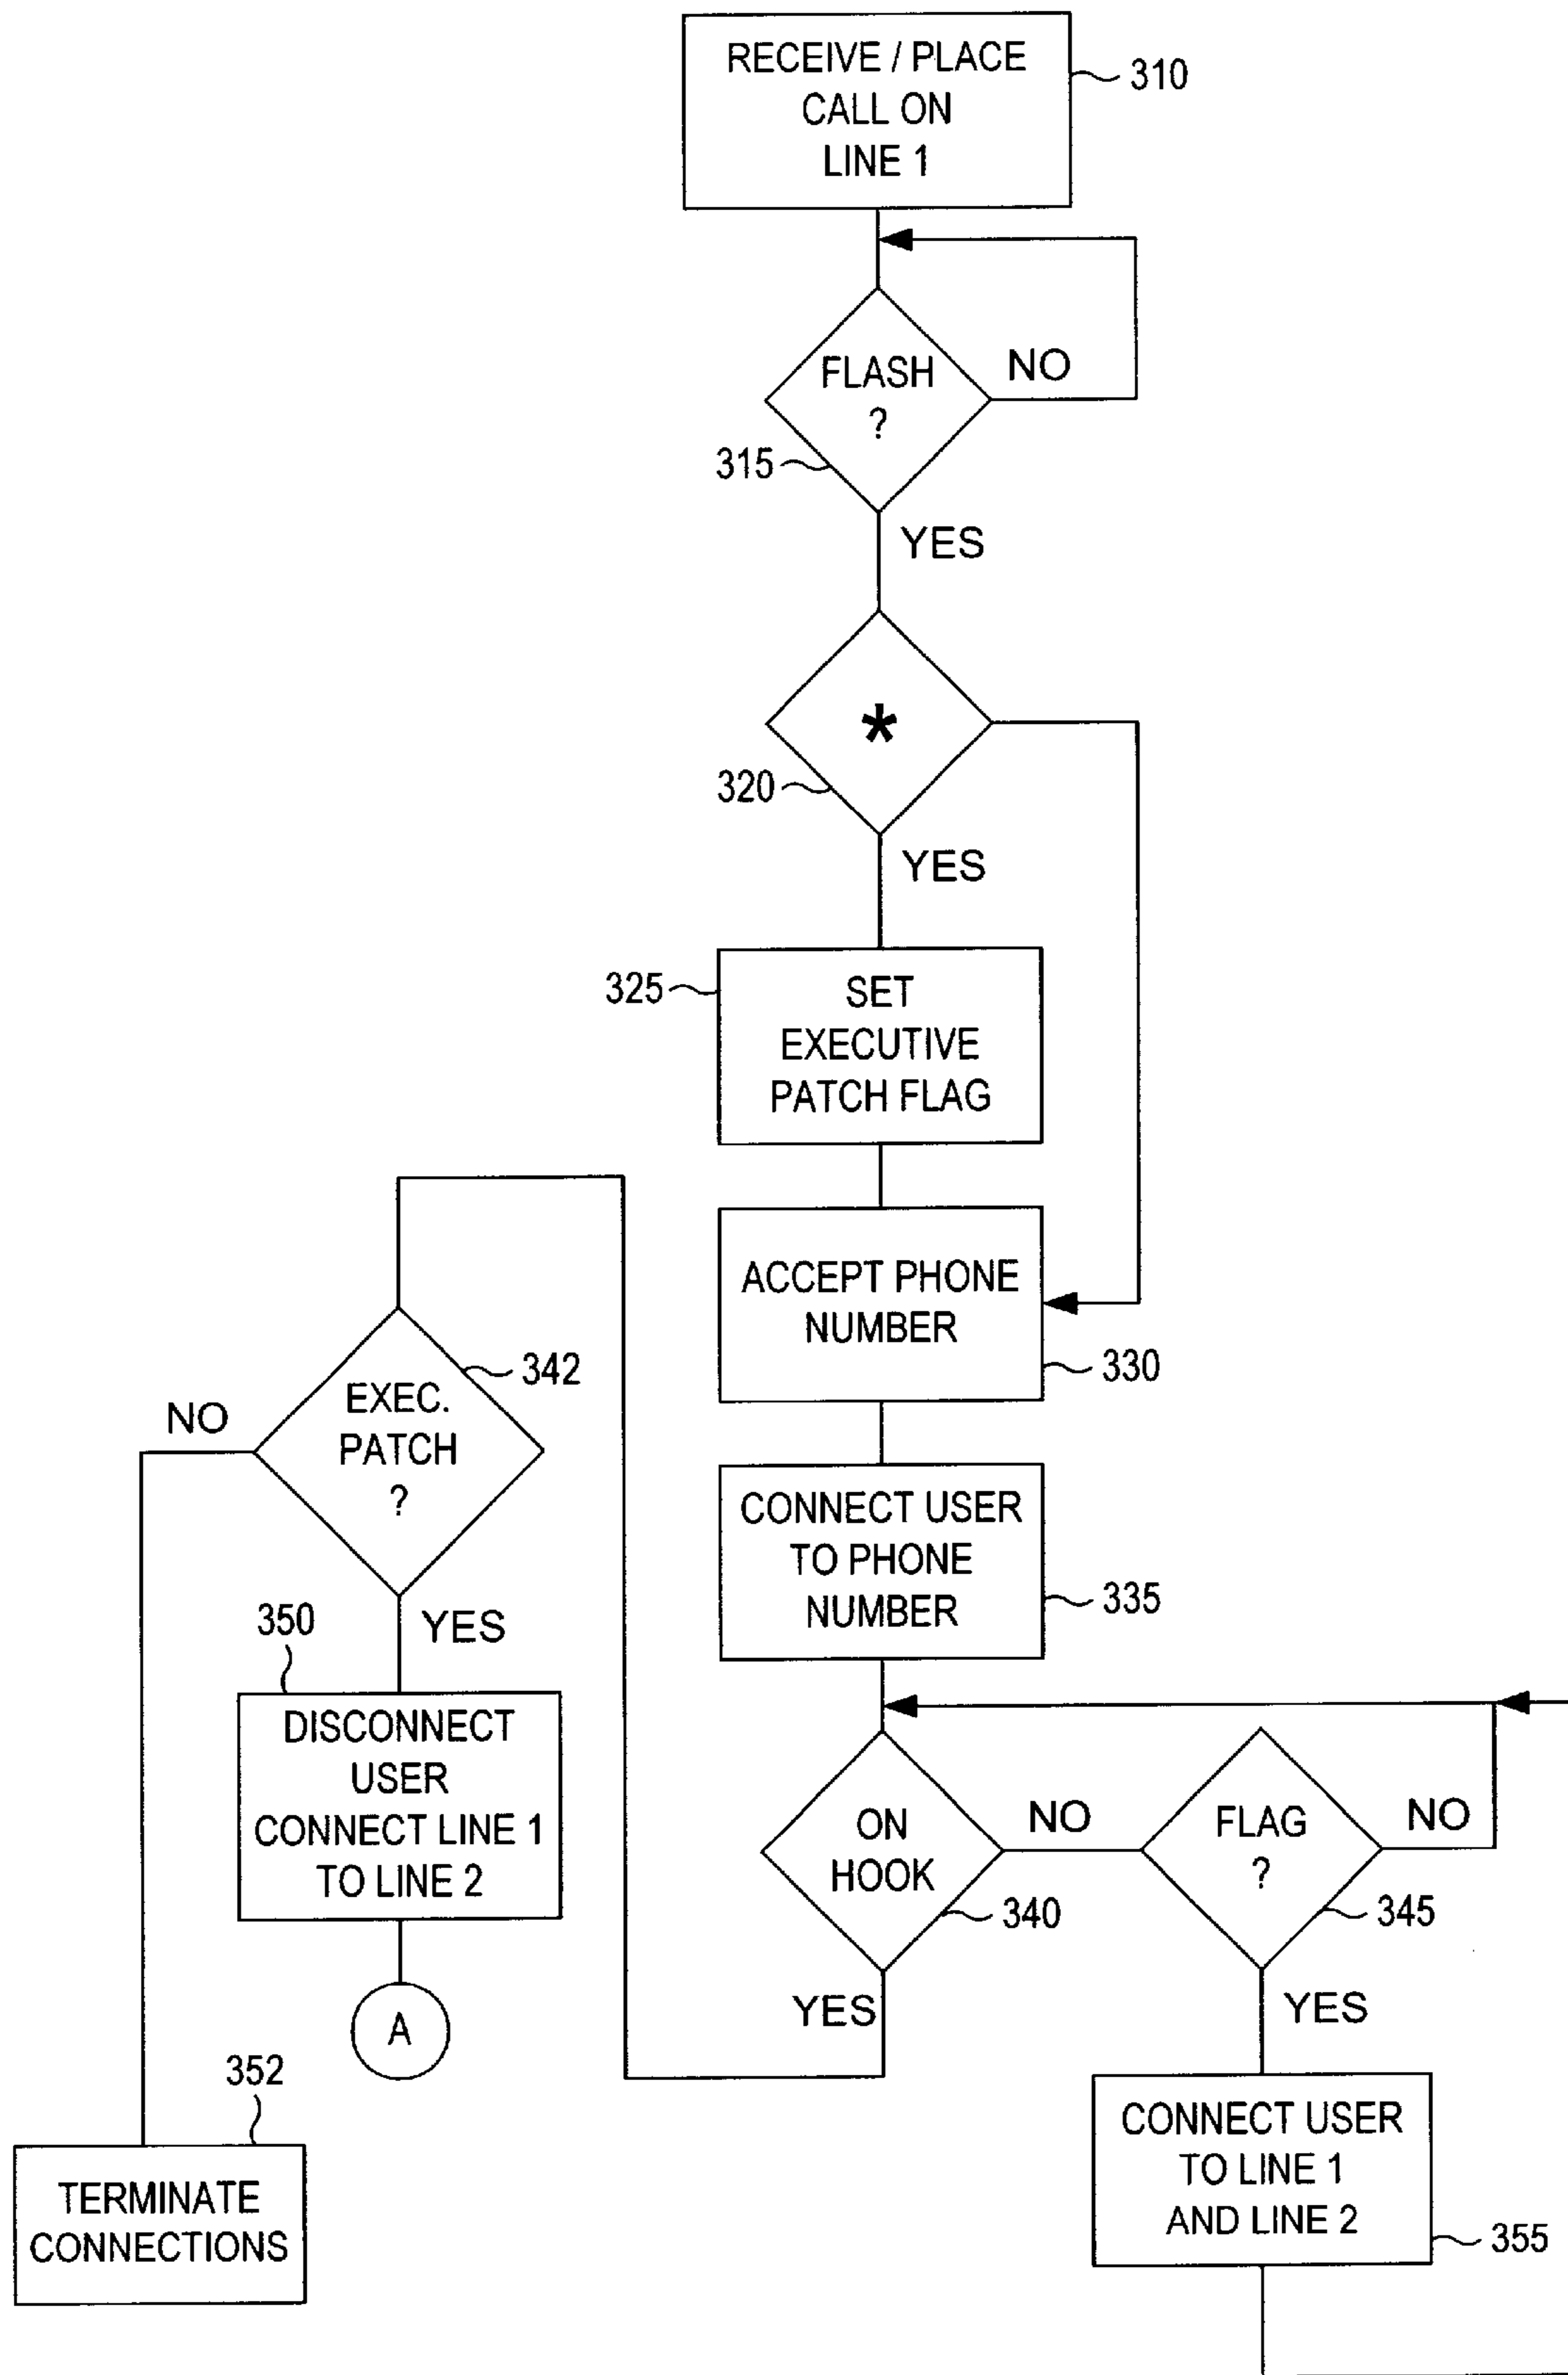 RECEIVE / PLACE
CALL ON
LINE 1
310
FLASH
?
NO
315
YES
*
320
YES
325
SET
EXECUTIVE
PATCH FLAG
ACCEPT PHONE
NUMBER
330
342
EXEC.
PATCH
?
NO
YES
CONNECT USER
TO PHONE
NUMBER
335
350
DISCONNECT
USER
CONNECT LINE 1
TO LINE 2
A
ON
HOOK
NO
340
YES
FLAG
?
NO
345
YES
352
TERMINATE
CONNECTIONS
CONNECT USER
TO LINE 1
AND LINE 2
355